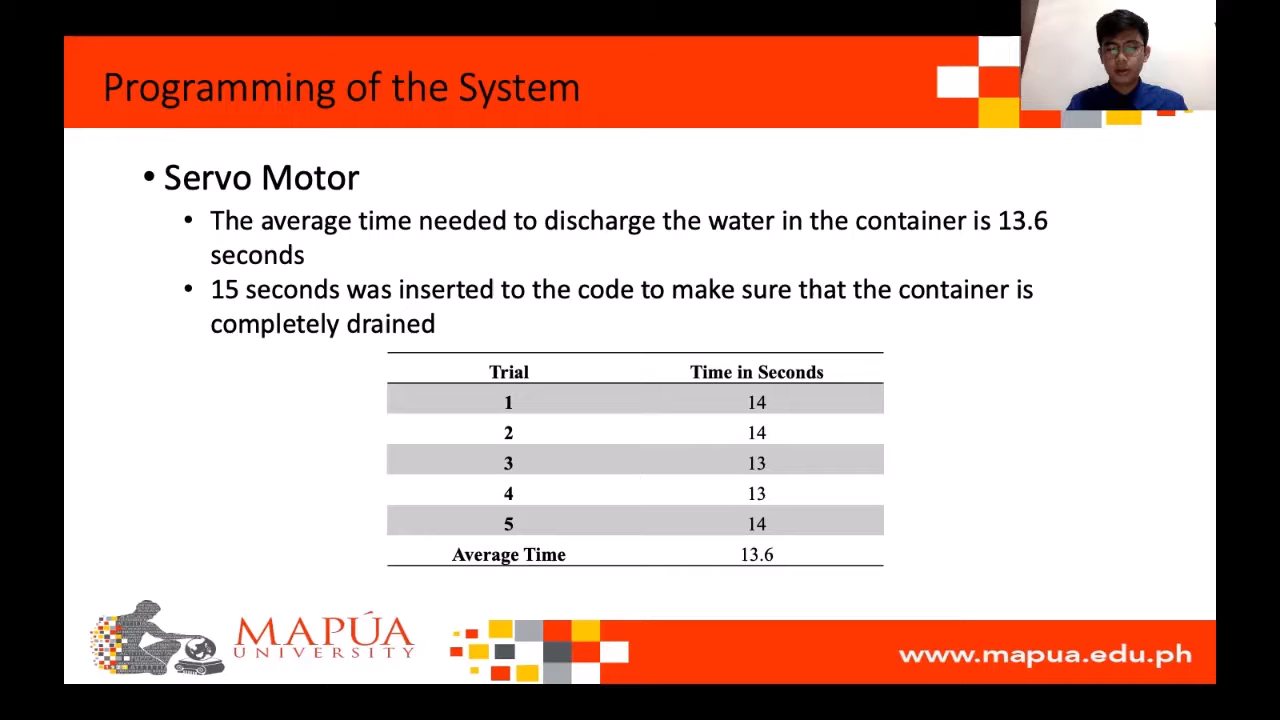 Programming of the System
• Servo Motor
• The average time needed to discharge the water in the container is 13.6
seconds
• 15 seconds was inserted to the code to make sure that the container is
completely drained
Trial Time in Seconds
1 14
2 14
3 13
4 13
5 14
Average Time 13.6
MAPÚA
UNIVERSITY
www.mapua.edu.ph